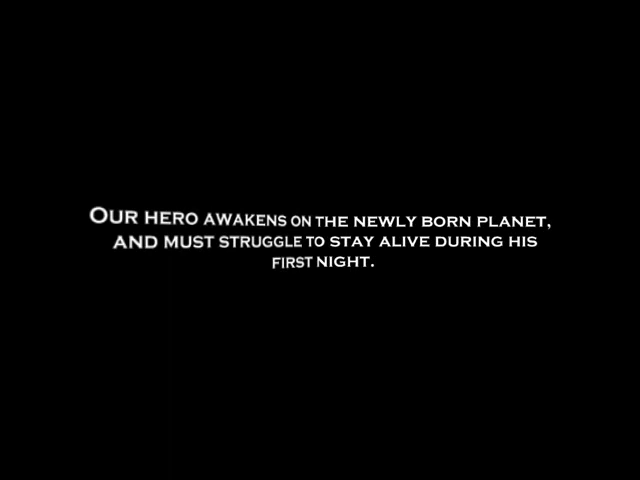 Our hero awakens on the newly born planet,
and must struggle to stay alive during his
first night.